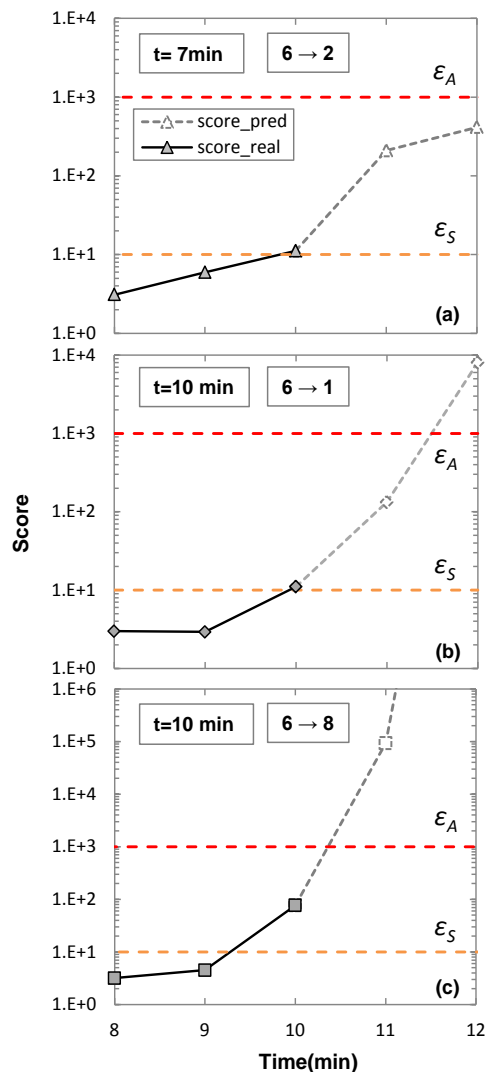 1.E+4
t= 7min 6 → 2
ε_A
1.E+3
score_pred
score_real
1.E+2
ε_S
1.E+1
(a)
1.E+0
1.E+4
t=10 min 6 → 1
1.E+3
ε_A
1.E+2
ε_S
1.E+1
(b)
1.E+0
Score
1.E+6
t=10 min 6 → 8
1.E+5
1.E+4
ε_A
1.E+3
1.E+2
ε_S
1.E+1
(c)
1.E+0
8 9 10 11 12
Time(min)